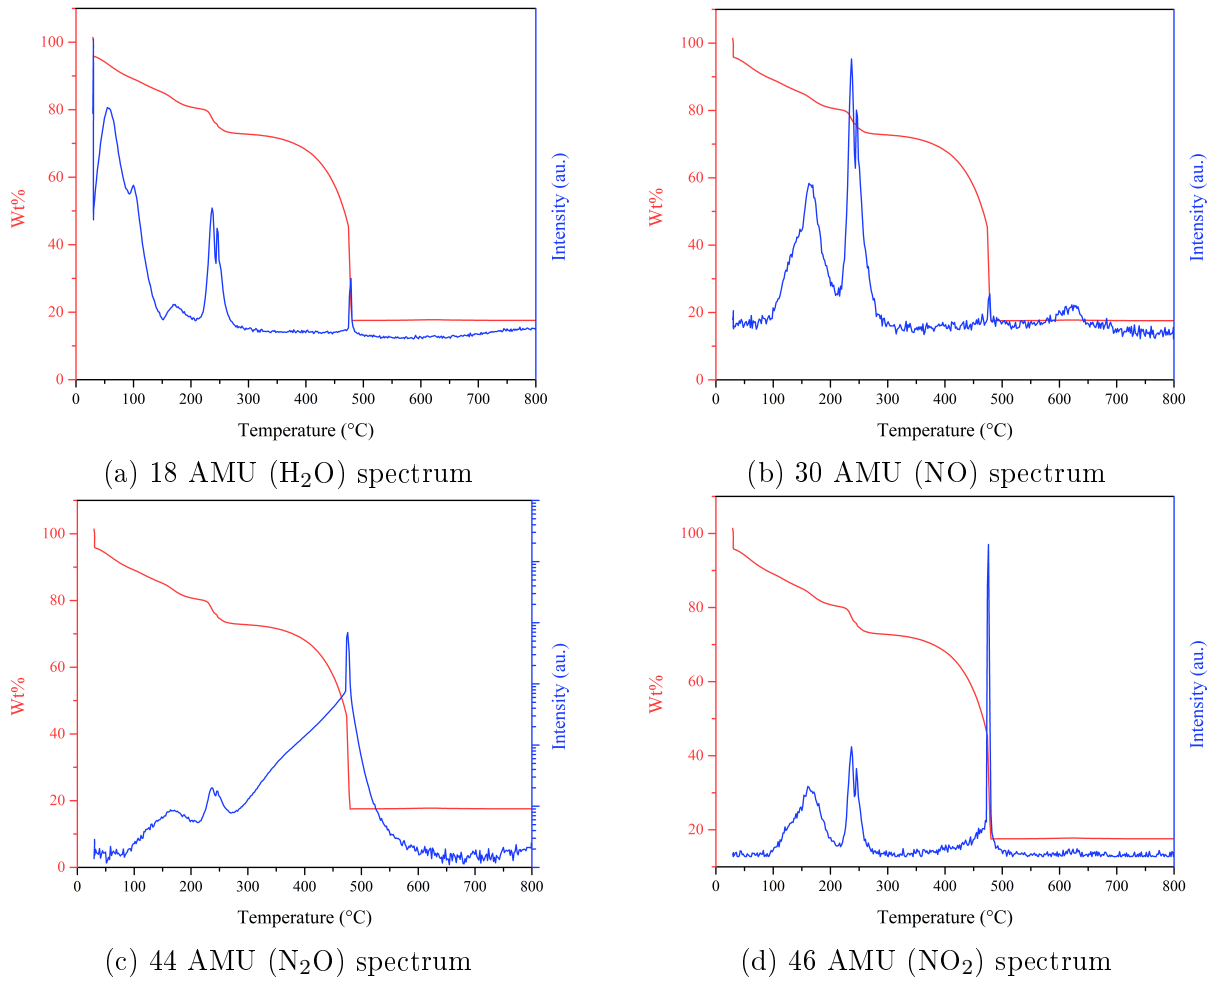 100
80
60
40
20
0
Wt%
Intensity (au.)
0 100 200 300 400 500 600 700 800
Temperature (°C)
(a) 18 AMU (H₂O) spectrum
100
80
60
40
20
0
Wt%
Intensity (au.)
0 100 200 300 400 500 600 700 800
Temperature (°C)
(b) 30 AMU (NO) spectrum
100
80
60
40
20
0
Wt%
Intensity (au.)
0 100 200 300 400 500 600 700 800
Temperature (°C)
(c) 44 AMU (N₂O) spectrum
100
80
60
40
20
Wt%
Intensity (au.)
0 100 200 300 400 500 600 700 800
Temperature (°C)
(d) 46 AMU (NO₂) spectrum